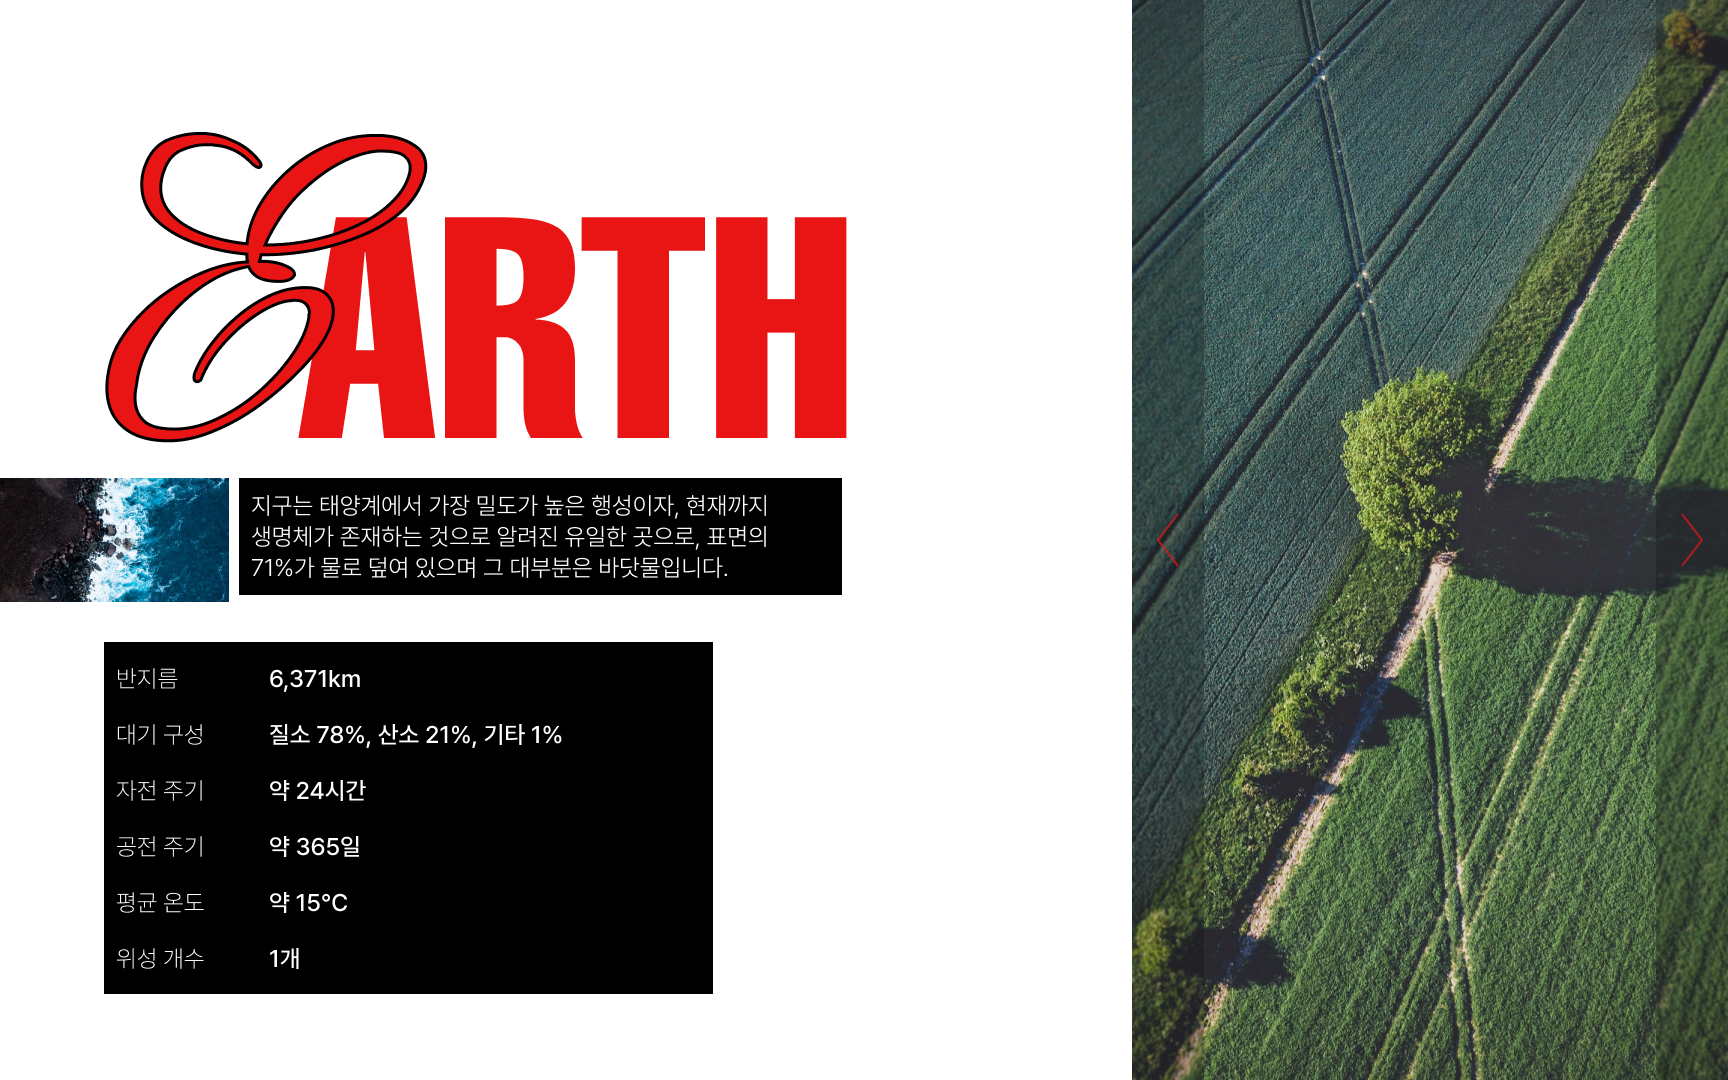 EARTH
지구는 태양계에서 가장 밀도가 높은 행성이자, 현재까지
생명체가 존재하는 것으로 알려진 유일한 곳으로, 표면의
71%가 물로 덮여 있으며 그 대부분은 바닷물입니다.
반지름 6,371km
대기 구성 질소 78%, 산소 21%, 기타 1%
자전 주기 약 24시간
공전 주기 약 365일
평균 온도 약 15°C
위성 개수 1개